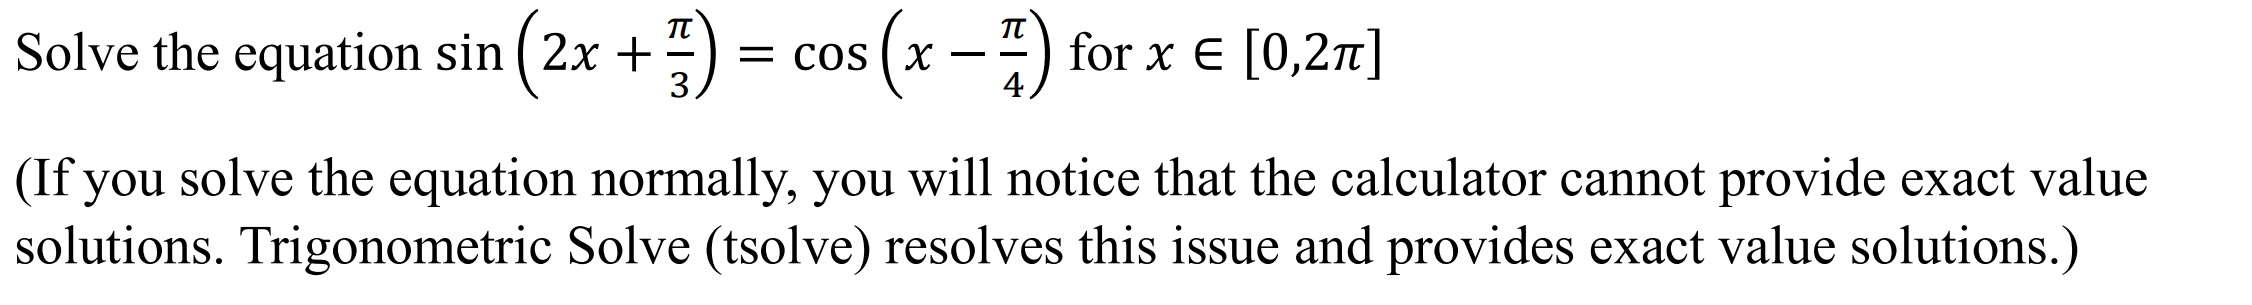 Solve the equation sin(2x + π/3) = cos(x − π/4) for x ∈ [0,2π]
(If you solve the equation normally, you will notice that the calculator cannot provide exact value
solutions. Trigonometric Solve (tsolve) resolves this issue and provides exact value solutions.)